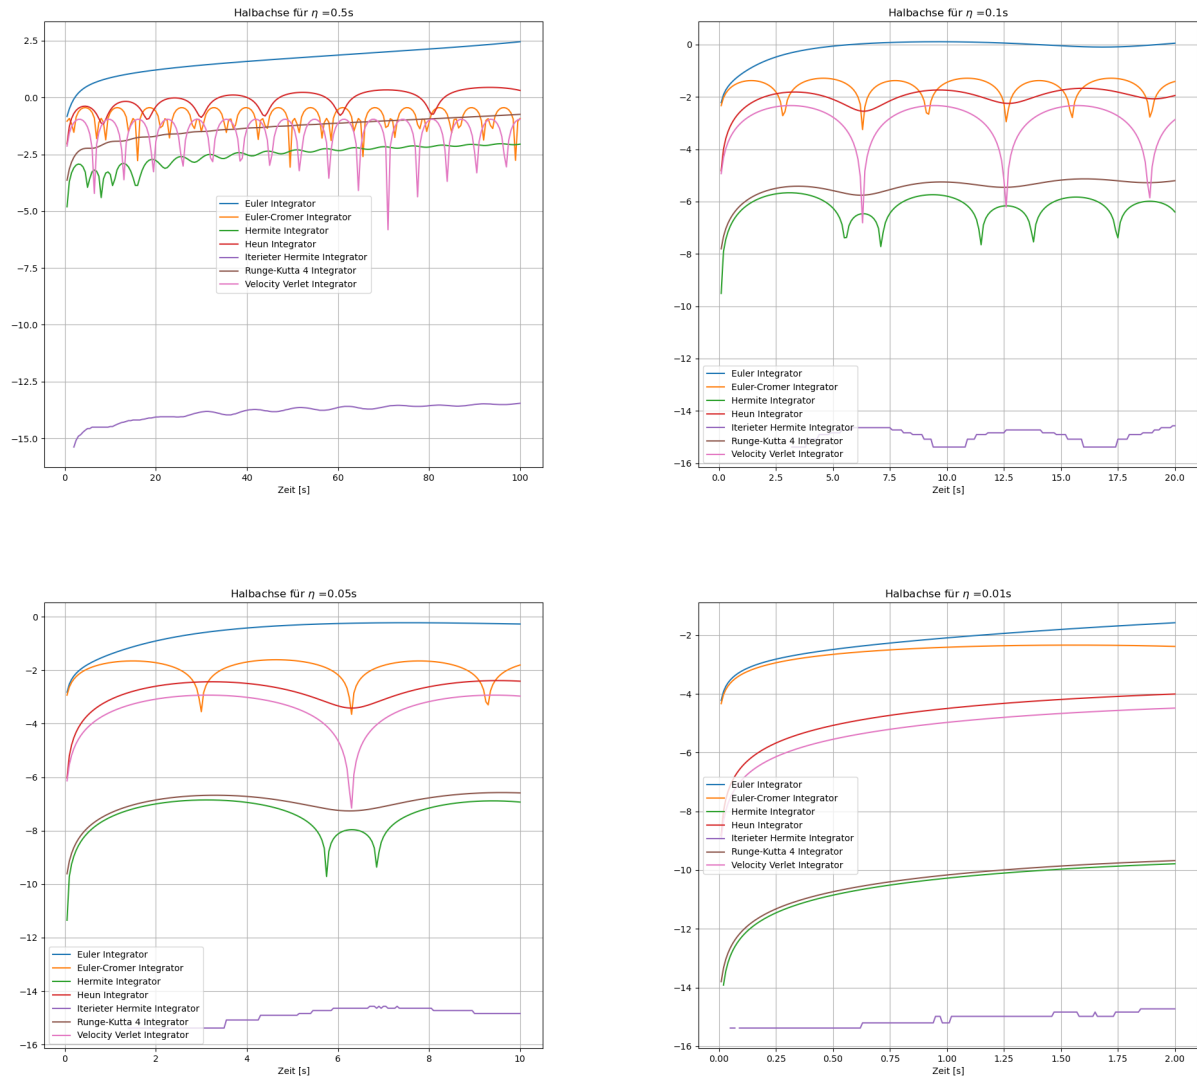 Halbachse für η =0.5s
2.5
0.0
−2.5
−5.0
−7.5
−10.0
−12.5
−15.0
Euler Integrator
Euler-Cromer Integrator
Hermite Integrator
Heun Integrator
Iterieter Hermite Integrator
Runge-Kutta 4 Integrator
Velocity Verlet Integrator
0 20 40 60 80 100
Zeit [s]
Halbachse für η =0.1s
0
−2
−4
−6
−8
−10
−12
−14
−16
Euler Integrator
Euler-Cromer Integrator
Hermite Integrator
Heun Integrator
Iterieter Hermite Integrator
Runge-Kutta 4 Integrator
Velocity Verlet Integrator
0.0 2.5 5.0 7.5 10.0 12.5 15.0 17.5 20.0
Zeit [s]
Halbachse für η =0.05s
0
−2
−4
−6
−8
−10
−12
−14
−16
Euler Integrator
Euler-Cromer Integrator
Hermite Integrator
Heun Integrator
Iterieter Hermite Integrator
Runge-Kutta 4 Integrator
Velocity Verlet Integrator
0 2 4 6 8 10
Zeit [s]
Halbachse für η =0.01s
−2
−4
−6
−8
−10
−12
−14
−16
Euler Integrator
Euler-Cromer Integrator
Hermite Integrator
Heun Integrator
Iterieter Hermite Integrator
Runge-Kutta 4 Integrator
Velocity Verlet Integrator
0.00 0.25 0.50 0.75 1.00 1.25 1.50 1.75 2.00
Zeit [s]